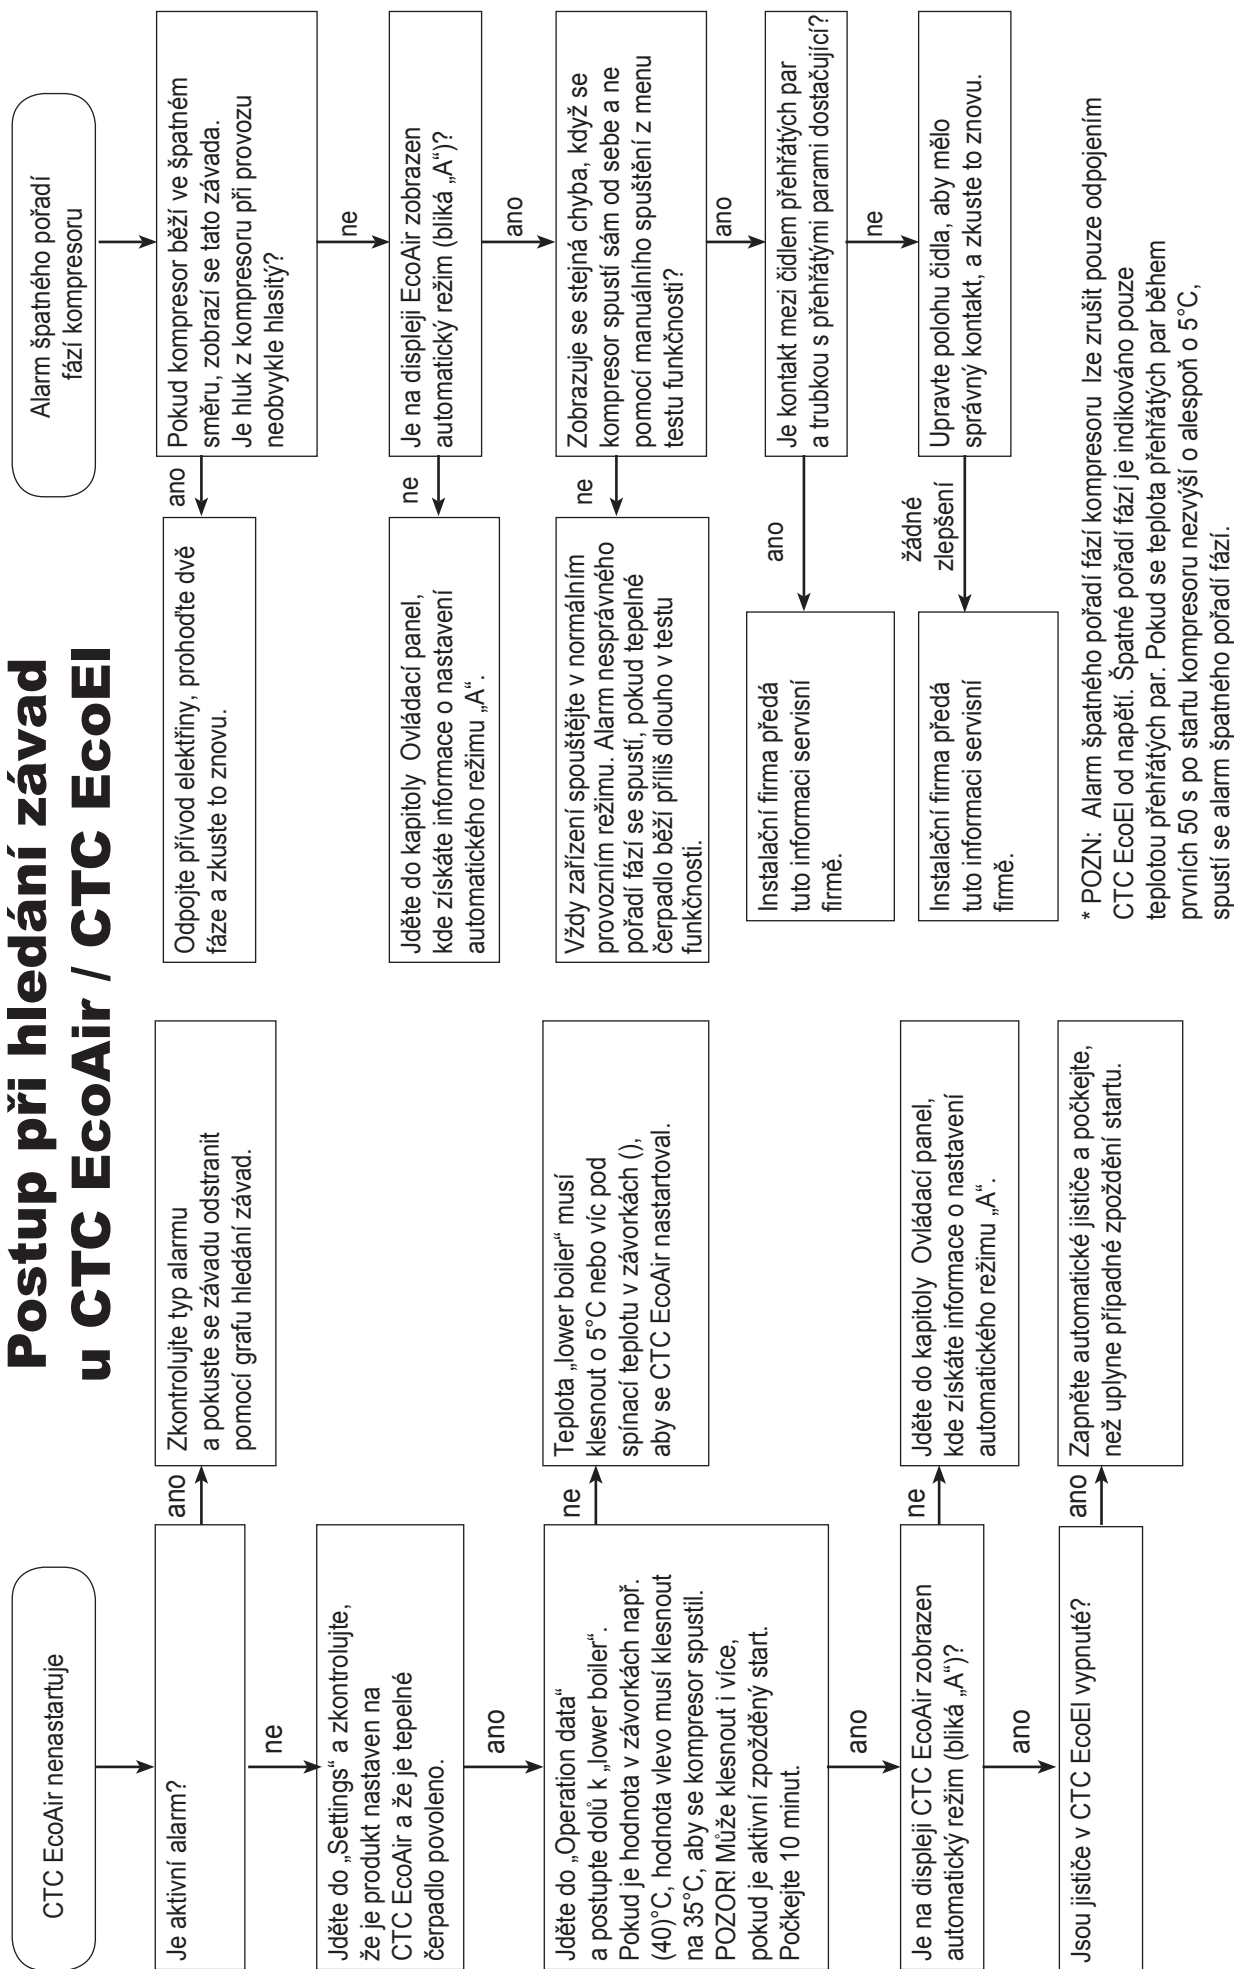 Postup při hledání závad
u CTC EcoAir / CTC EcoEl
CTC EcoAir nenastartuje
Je aktivní alarm?
ano
Zkontrolujte typ alarmu
a pokuste se závadu odstranit
pomocí grafu hledání závad.
ne
Jděte do „Settings“ a zkontrolujte,
že je produkt nastaven na
CTC EcoAir a že je tepelné
čerpadlo povoleno.
ano
Jděte do „Operation data“
a postupte dolů k „lower boiler“.
Pokud je hodnota v závorkách např.
(40)°C, hodnota vlevo musí klesnout
na 35°C, aby se kompresor spustil.
POZOR! Může klesnout i více,
pokud je aktivní zpožděný start.
Počkejte 10 minut.
ne
Teplota „lower boiler“ musí
klesnout o 5°C nebo víc pod
spínací teplotu v závorkách (),
aby se CTC EcoAir nastartoval.
ano
Je na displeji CTC EcoAir zobrazen
automatický režim (bliká „A“)?
ne
Jděte do kapitoly  Ovládací panel,
kde získáte informace o nastavení
automatického režimu „A“.
ano
Jsou jističe v CTC EcoEl vypnuté?
ano
Zapněte automatické jističe a počkejte,
než uplyne případné zpoždění startu.
Alarm špatného pořadí
fází kompresoru
Pokud kompresor běží ve špatném
směru, zobrazí se tato závada.
Je hluk z kompresoru při provozu
neobvykle hlasitý?
ano
Odpojte přívod elektřiny, prohoďte dvě
fáze a zkuste to znovu.
ne
Je na displeji EcoAir zobrazen
automatický režim (bliká „A“)?
ne
Jděte do kapitoly  Ovládací panel,
kde získáte informace o nastavení
automatického režimu „A“.
ano
Zobrazuje se stejná chyba, když se
kompresor spustí sám od sebe a ne
pomocí manuálního spuštění z menu
testu funkčnosti?
ne
Vždy zařízení spouštějte v normálním
provozním režimu. Alarm nesprávného
pořadí fází se spustí, pokud tepelné
čerpadlo běží příliš dlouho v testu
funkčnosti.
ano
Je kontakt mezi čidlem přehřátých par
a trubkou s přehřátými parami dostačující?
ano
Instalační firma předá
tuto informaci servisní
firmě.
ne
Upravte polohu čidla, aby mělo
správný kontakt, a zkuste to znovu.
žádné
zlepšení
Instalační firma předá
tuto informaci servisní
firmě.
* POZN:  Alarm špatného pořadí fází kompresoru  lze zrušit pouze odpojením
CTC EcoEl od napětí. Špatné pořadí fází je indikováno pouze
teplotou přehřátých par. Pokud se teplota přehřátých par během
prvních 50 s po startu kompresoru nezvýší o alespoň o 5°C,
spustí se alarm špatného pořadí fází.